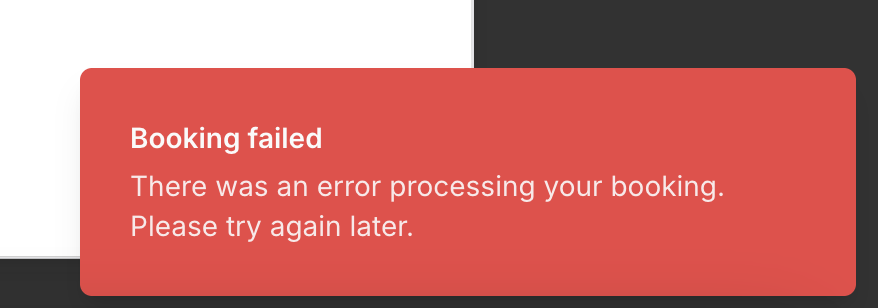 Booking failed
There was an error processing your booking.
Please try again later.